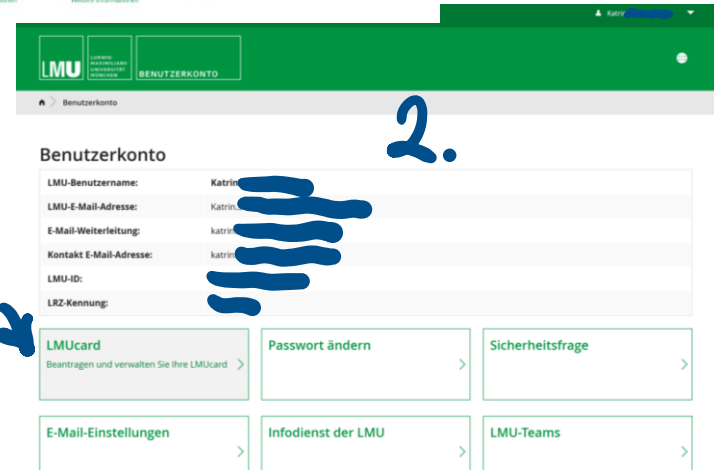 Weitere Informationen
Katrin
LMU LUDWIG MAXIMILIANS UNIVERSITÄT MÜNCHEN BENUTZERKONTO
Benutzerkonto
2.
Benutzerkonto
LMU-Benutzername: Katrin
LMU-E-Mail-Adresse: Katrin.
E-Mail-Weiterleitung: katrin
Kontakt E-Mail-Adresse: katrin
LMU-ID:
LRZ-Kennung:
LMUcard
Beantragen und verwalten Sie Ihre LMUcard
Passwort ändern
Sicherheitsfrage
E-Mail-Einstellungen
Infodienst der LMU
LMU-Teams